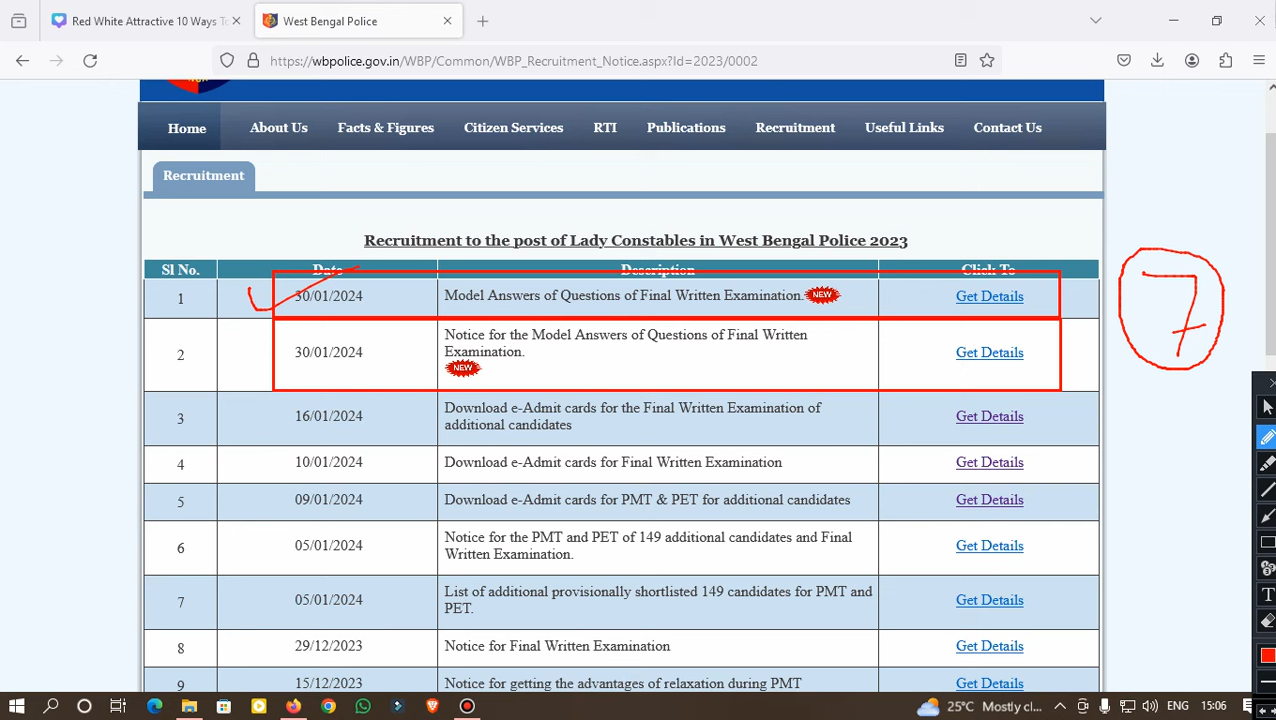 Red White Attractive 10 Ways To
West Bengal Police
https://wbpolice.gov.in/WBP/Common/WBP_Recruitment_Notice.aspx?Id=2023/0002
Home About Us Facts & Figures Citizen Services RTI Publications Recruitment Useful Links Contact Us
Recruitment
Recruitment to the post of Lady Constables in West Bengal Police 2023
Sl No. Date Description Click To
1 30/01/2024 Model Answers of Questions of Final Written Examination. NEW Get Details
2 30/01/2024 Notice for the Model Answers of Questions of Final Written
Examination.
NEW
Get Details
3 16/01/2024 Download e-Admit cards for the Final Written Examination of
additional candidates
Get Details
4 10/01/2024 Download e-Admit cards for Final Written Examination Get Details
5 09/01/2024 Download e-Admit cards for PMT & PET for additional candidates Get Details
6 05/01/2024 Notice for the PMT and PET of 149 additional candidates and Final
Written Examination.
Get Details
7 05/01/2024 List of additional provisionally shortlisted 149 candidates for PMT and
PET.
Get Details
8 29/12/2023 Notice for Final Written Examination Get Details
9 15/12/2023 Notice for getting the advantages of relaxation during PMT Get Details
7
T
25°C Mostly cl... ENG 15:06